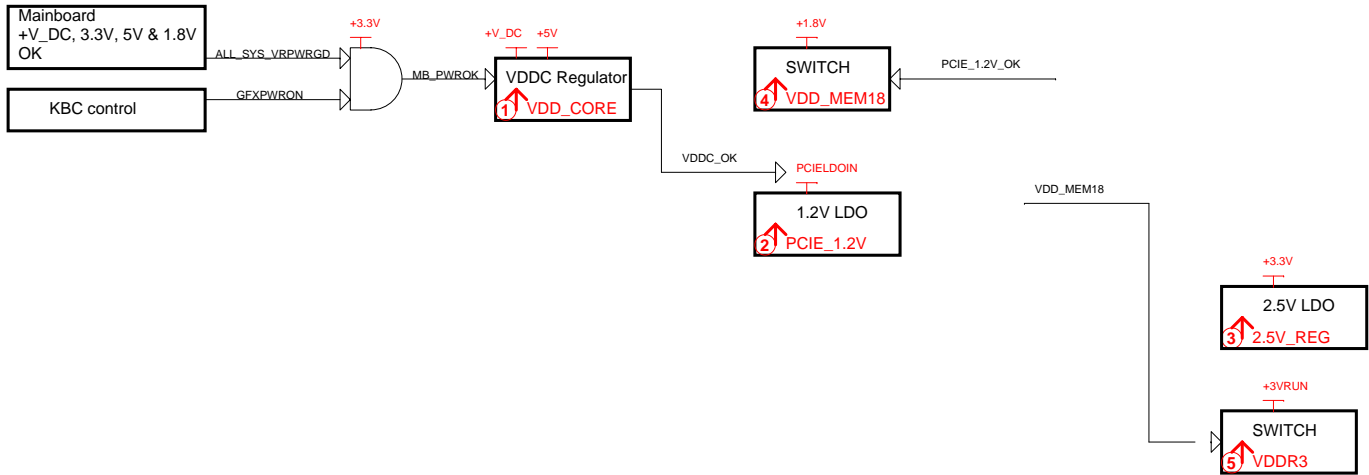 Mainboard
+V_DC, 3.3V, 5V & 1.8V
OK
KBC control
ALL_SYS_VRPWRGD
GFXPWRON
+3.3V
MB_PWROK
+V_DC
+5V
VDDC Regulator
1
VDD_CORE
VDDC_OK
+1.8V
SWITCH
4
VDD_MEM18
PCIE_1.2V_OK
PCIELDOIN
1.2V LDO
2
PCIE_1.2V
VDD_MEM18
+3.3V
2.5V LDO
3
2.5V_REG
+3VRUN
SWITCH
5
VDDR3